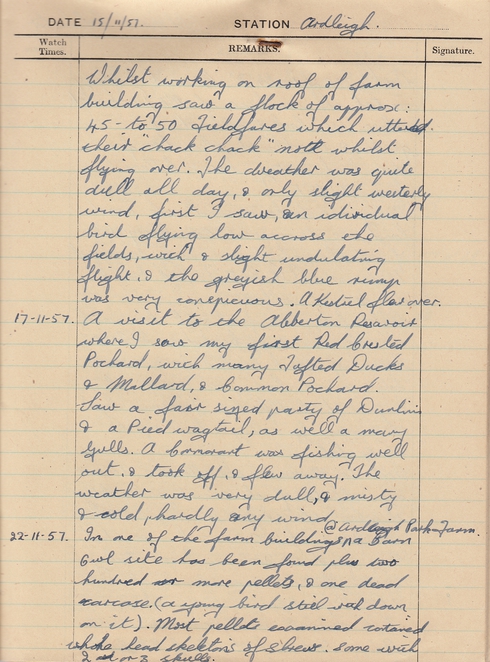 DATE 15/11/57. STATION Ardleigh.
Watch Times. REMARKS. Signature.
Whilst working on roof of farm
building saw a flock of approx:
45 - to 50 Fieldfares which uttered
their "chack chack" note whilst
flying over. The weather was quite
dull all day, & only slight westerly
wind, first I saw, an individual
bird flying low accross the
fields, with a slight undulating
flight, & the greyish blue rump
was very conspicuous. A Kestrel flew over.
17-11-57. A visit to the Abberton Resavoir
where I saw my first Red Crested
Pochard, with many Tufted Ducks
& Mallard, & Common Pochard.
Saw a fair sized party of Dunlins
& a Pied wagtail, as well a many
Gulls. A Cormorant was fishing well
out, & took off, & flew away. The
weather was very dull, & misty
& cold, hardly any wind
@ Ardleigh Park Farm.
22-11-57. In one of the farm buildings, a Barn
Owl site has been found plus two
hundred or more pellets, & one dead
carcase. (a young bird still with down
on it). Most pellets examined contained
whole head skeletons of shrews. some with
2 or 3 skulls.